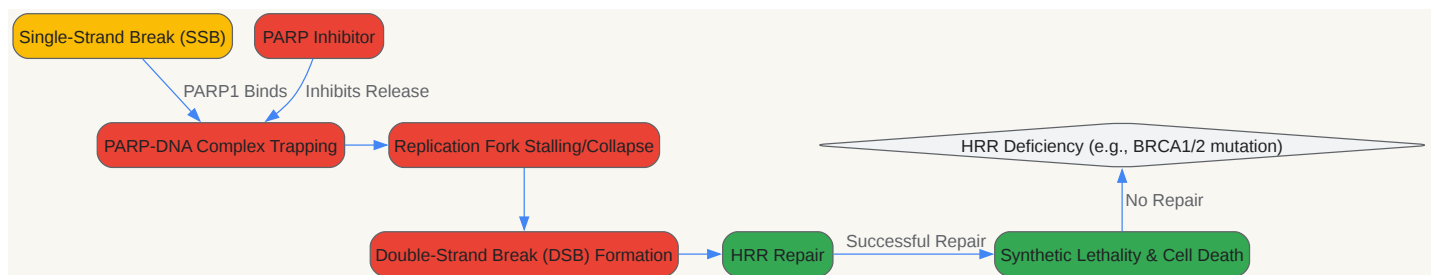 Single-Strand Break (SSB)
PARP Inhibitor
PARP1 Binds
Inhibits Release
PARP-DNA Complex Trapping
Replication Fork Stalling/Collapse
HRR Deficiency (e.g., BRCA1/2 mutation)
No Repair
Double-Strand Break (DSB) Formation
HRR Repair
Successful Repair
Synthetic Lethality & Cell Death